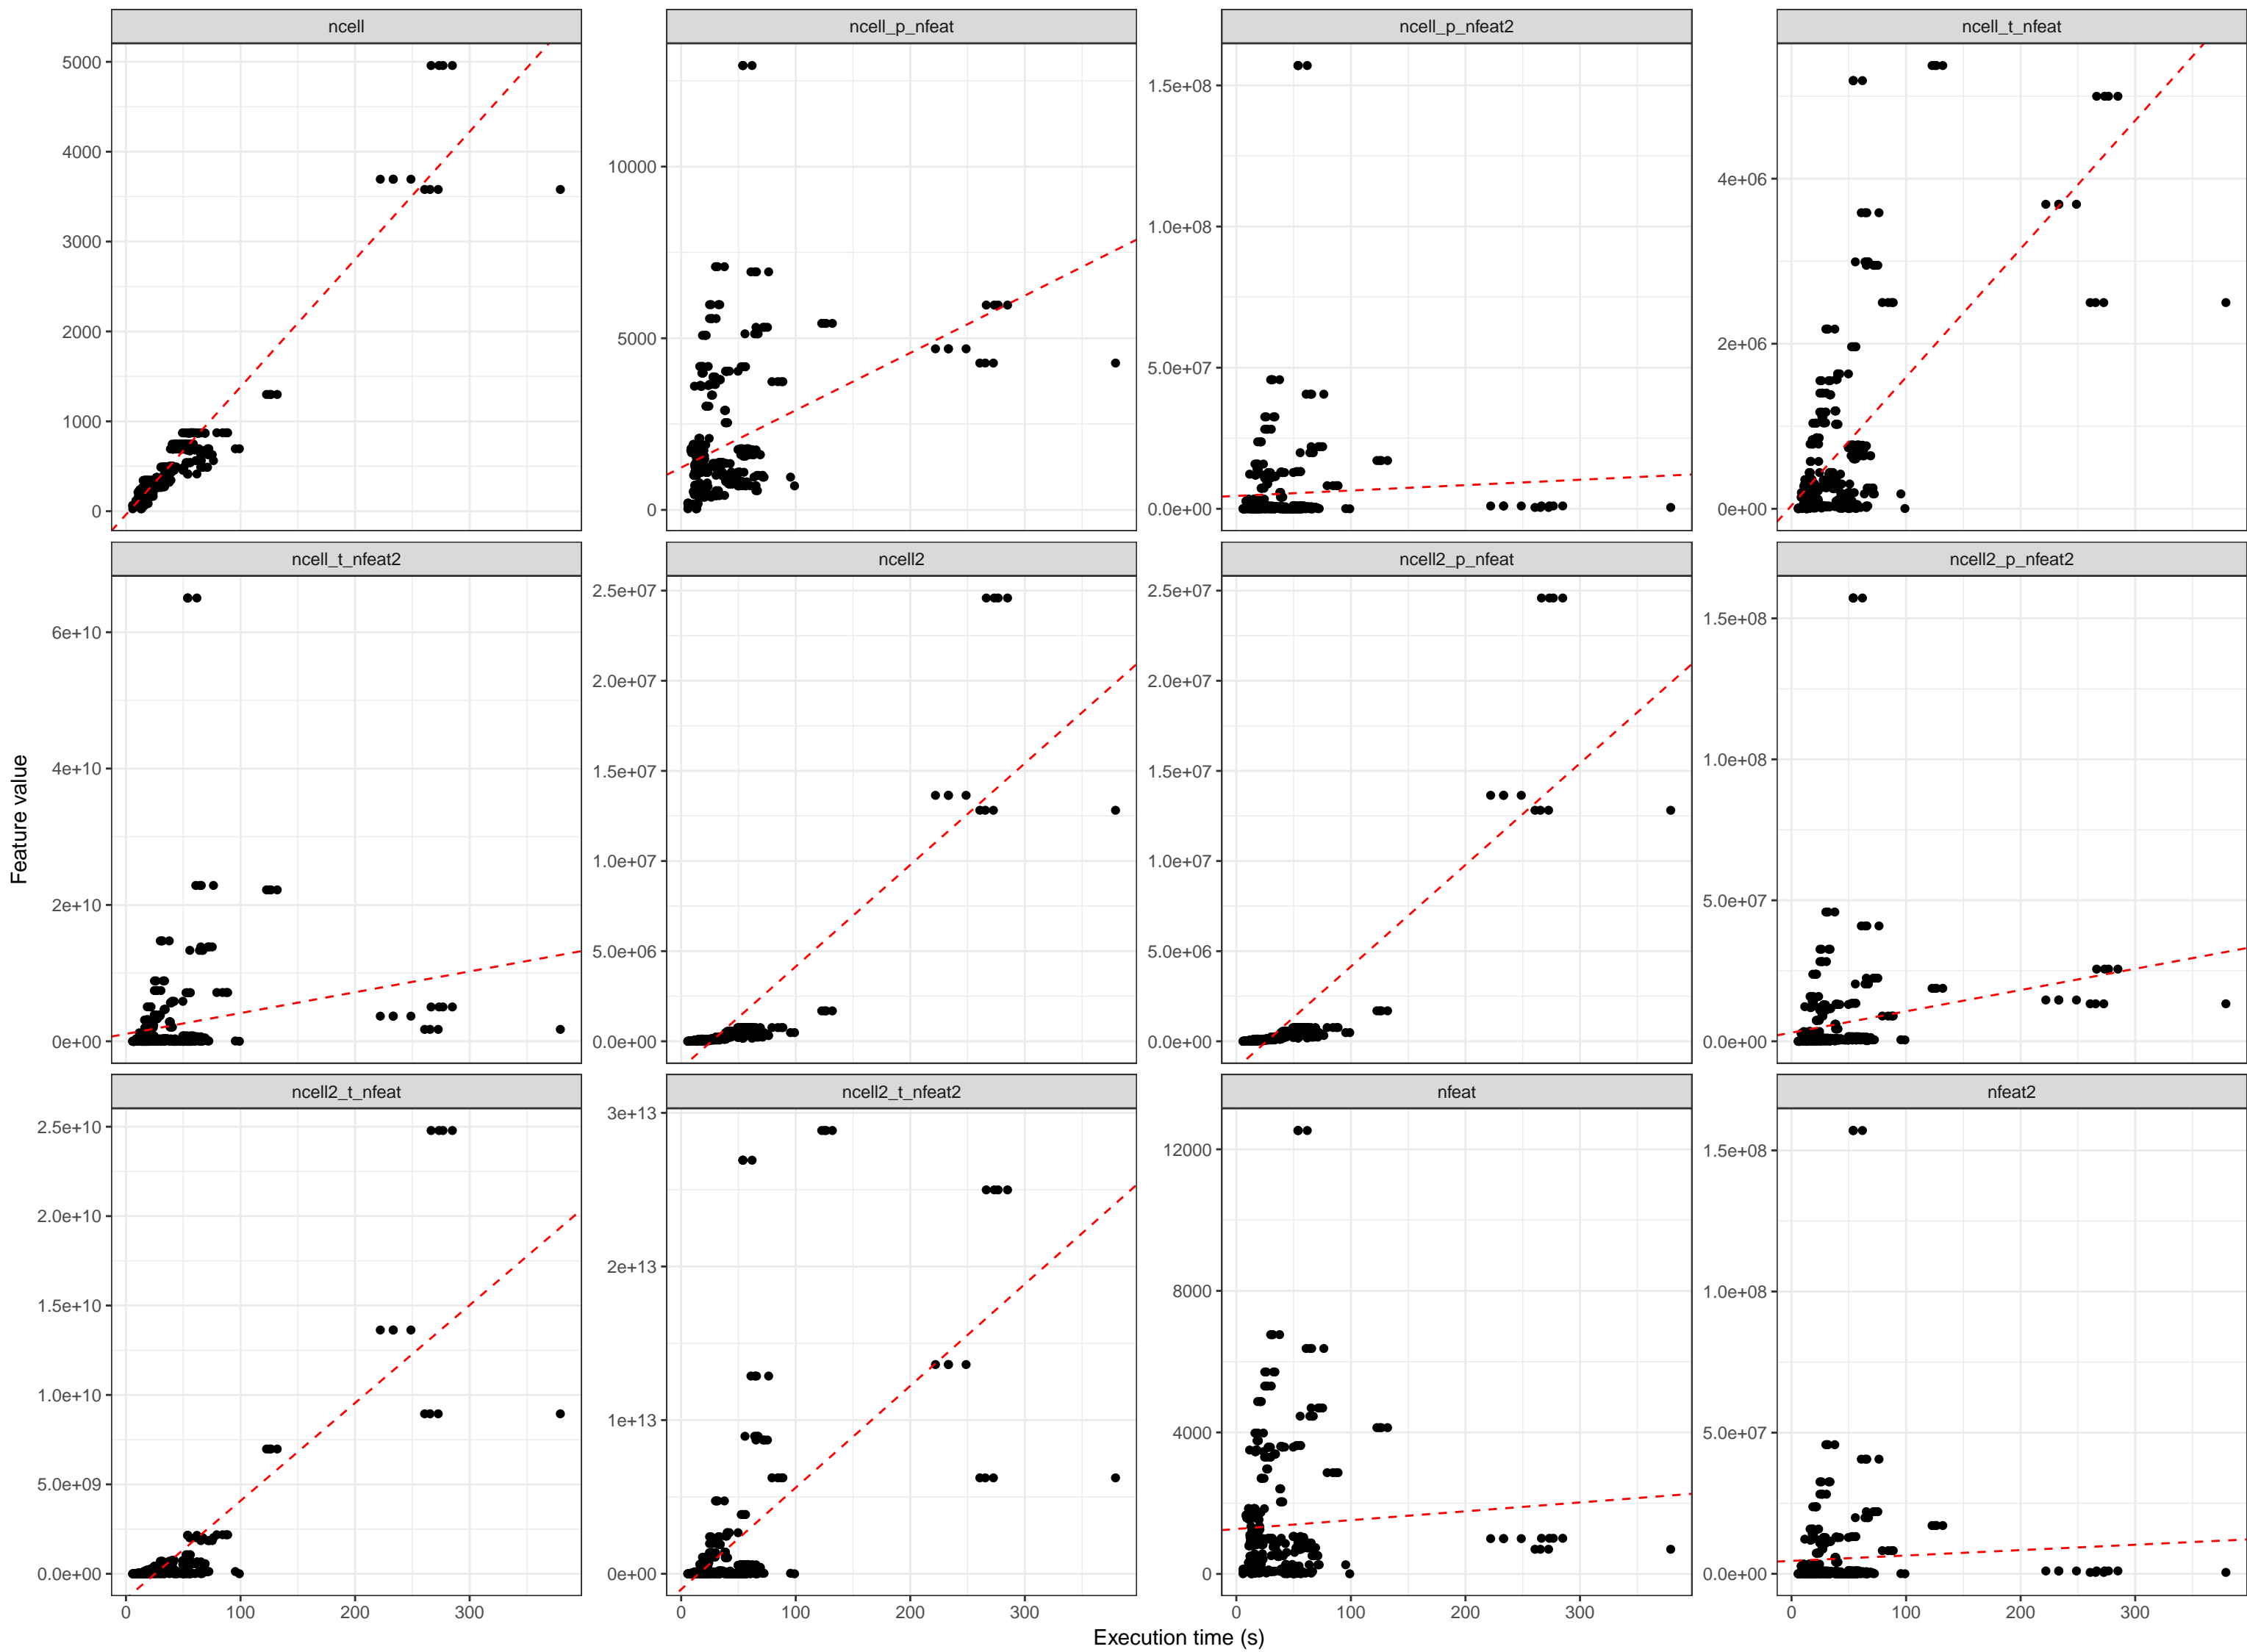 ncell
ncell_p_nfeat
ncell_p_nfeat2
ncell_t_nfeat
5000
4000
3000
2000
1000
0
10000
5000
0
1.5e+08
1.0e+08
5.0e+07
0.0e+00
4e+06
2e+06
0e+00
ncell_t_nfeat2
ncell2
ncell2_p_nfeat
ncell2_p_nfeat2
6e+10
4e+10
2e+10
0e+00
2.5e+07
2.0e+07
1.5e+07
1.0e+07
5.0e+06
0.0e+00
2.5e+07
2.0e+07
1.5e+07
1.0e+07
5.0e+06
0.0e+00
1.5e+08
1.0e+08
5.0e+07
0.0e+00
Feature value
ncell2_t_nfeat
ncell2_t_nfeat2
nfeat
nfeat2
2.5e+10
2.0e+10
1.5e+10
1.0e+10
5.0e+09
0.0e+00
3e+13
2e+13
1e+13
0e+00
12000
8000
4000
0
1.5e+08
1.0e+08
5.0e+07
0.0e+00
0 100 200 300
0 100 200 300
0 100 200 300
0 100 200 300
Execution time (s)